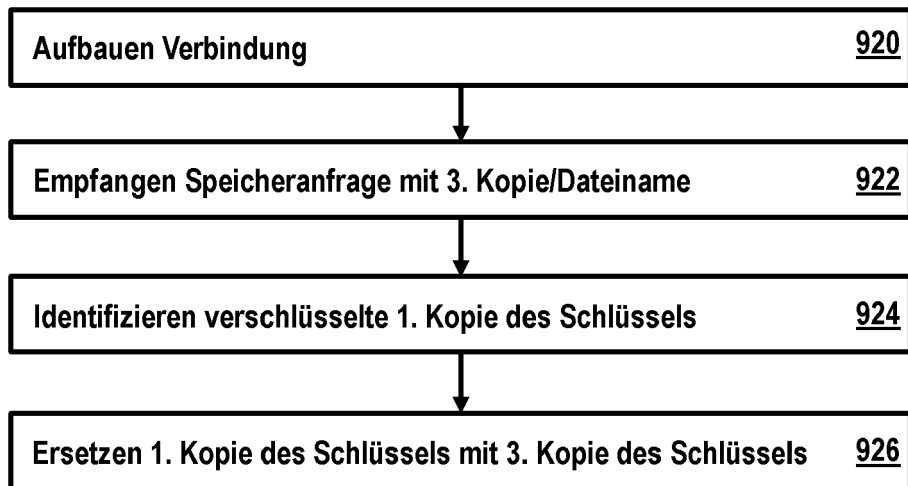 Aufbauen Verbindung 920
Empfangen Speicheranfrage mit 3. Kopie/Dateiname 922
Identifizieren verschlüsselte 1. Kopie des Schlüssels 924
Ersetzen 1. Kopie des Schlüssels mit 3. Kopie des Schlüssels 926